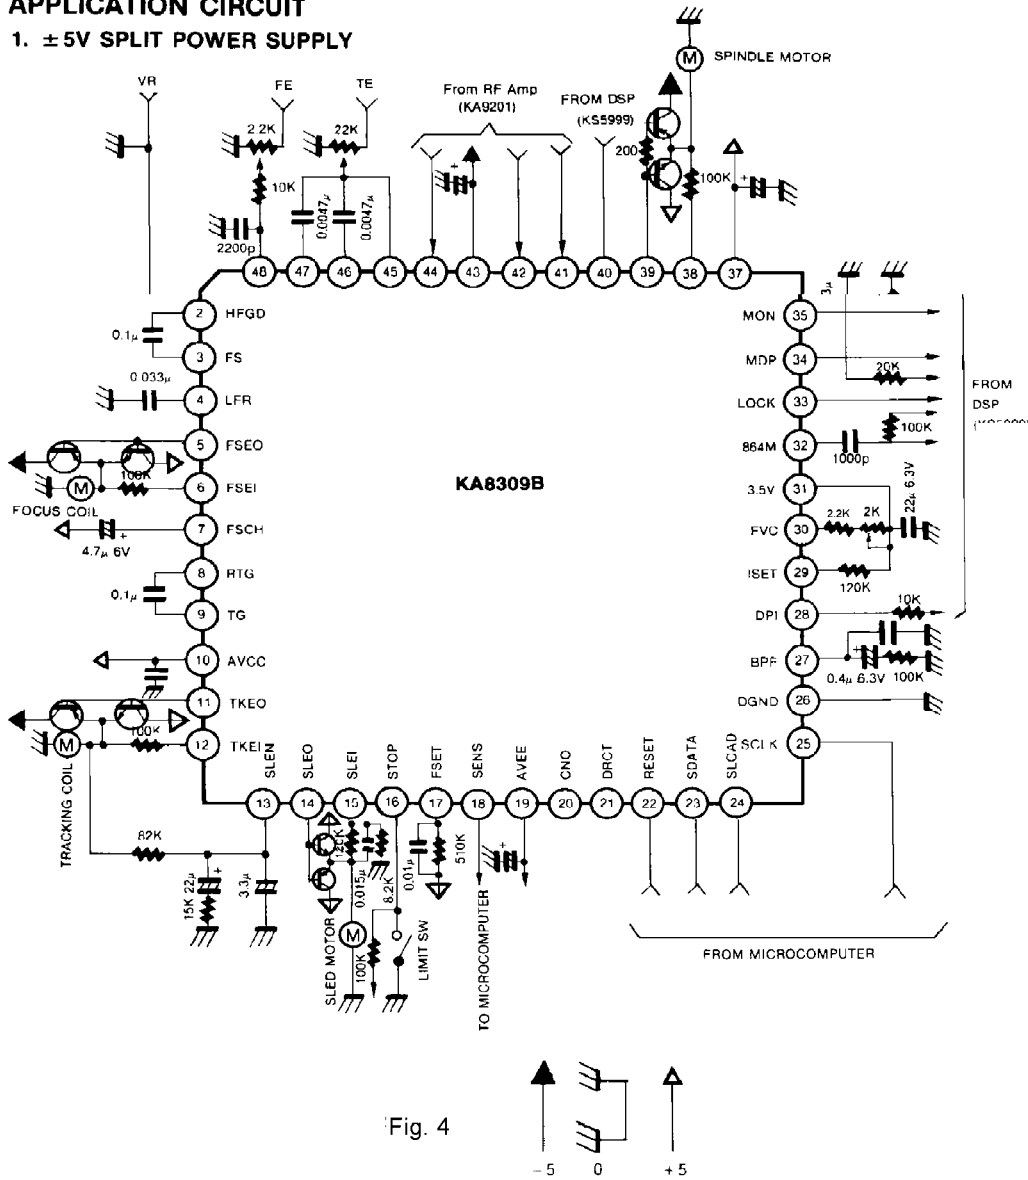 APPLICATION CIRCUIT
1. ±5V SPLIT POWER SUPPLY
VR
FE
TE
From RF Amp
(KA9201)
FROM DSP
(KS5999)
M
SPINDLE MOTOR
2.2K
22K
10K
0.0047μ
0.0047μ
2200p
+
200
100K
+
48
47
46
45
44
43
42
41
40
39
38
37
2
HFGD
0.1μ
3
FS
0.033μ
4
LFR
5
FSEO
100K
6
FSEI
M
FOCUS COIL
7
FSCH
4.7μ 6V
+
8
RTG
0.1μ
9
TG
10
AVCC
11
TKEO
100K
12
TKEI
M
TRACKING COIL
KA8309B
3μ
MON
35
MDP
34
20K
LOCK
33
864M
32
1000p
100K
FROM
DSP
3.5V
31
22μ 6.3V
FVC
30
2.2K
2K
ISET
29
120K
DPI
28
10K
BPF
27
+
0.4μ 6.3V
100K
DGND
26
SCLK
25
SLEN
SLEO
SLEI
STOP
FSET
SENS
AVEE
CNO
DRCT
RESET
SDATA
SLCAD
13
14
15
16
17
18
19
20
21
22
23
24
82K
15K
22μ
+
3.3μ
0.015μ
8.2K
0.01μ
510K
+
SLED MOTOR
M
100K
LIMIT SW
TO MICROCOMPUTER
FROM MICROCOMPUTER
Fig. 4
-5
0
+5